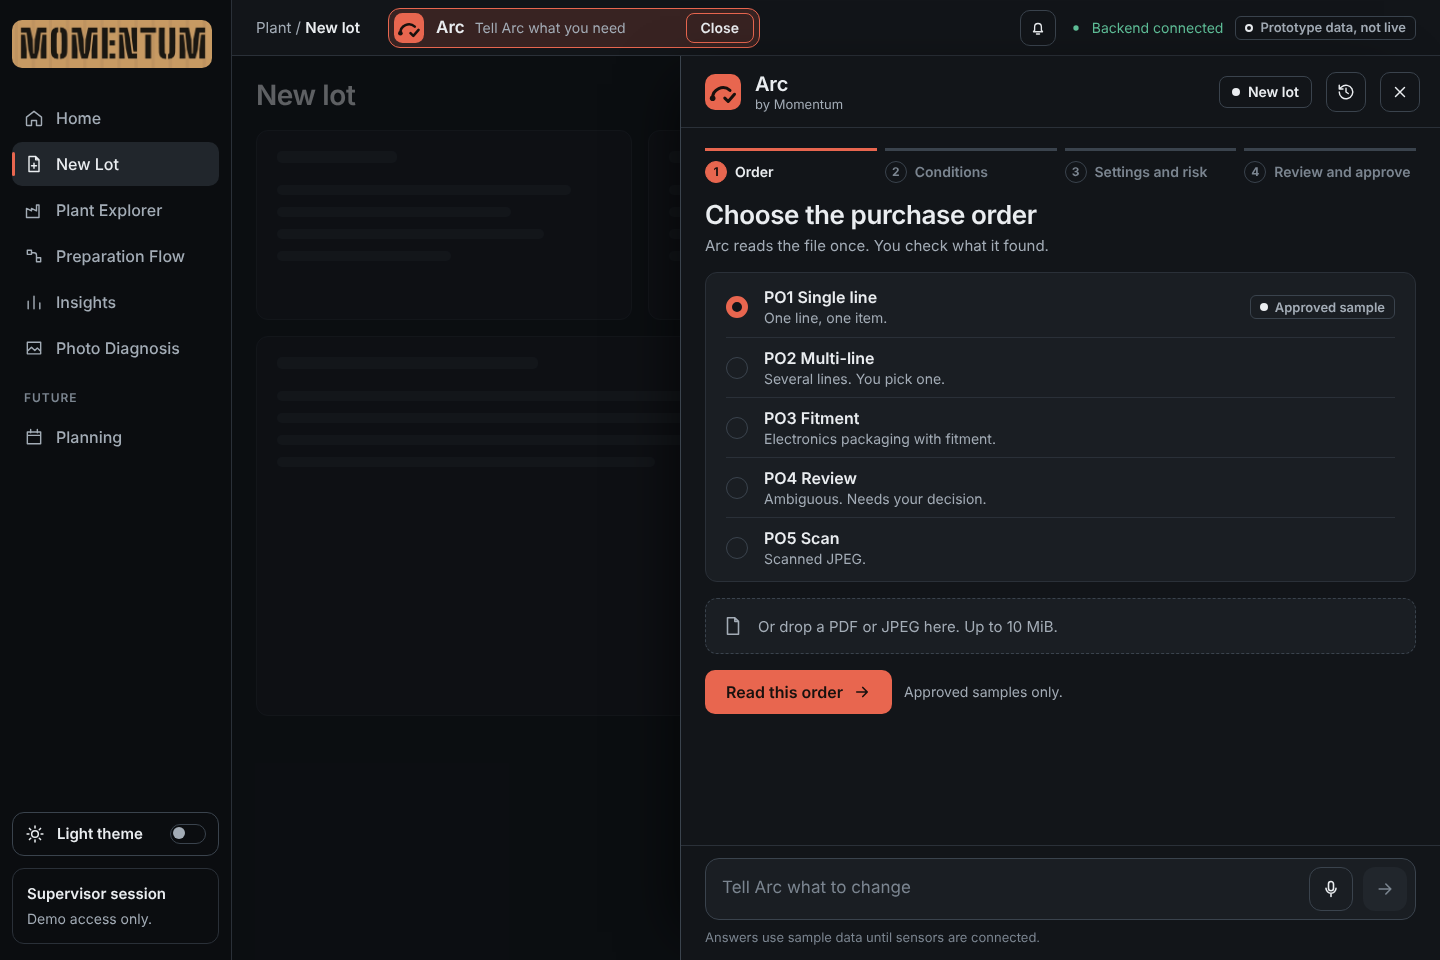 MOMENTUM
Home
New Lot
Plant Explorer
Preparation Flow
Insights
Photo Diagnosis
FUTURE
Planning
Light theme
Supervisor session
Demo access only.
Plant / New lot
Arc Tell Arc what you need Close
Backend connected
Prototype data, not live
New lot
Arc
by Momentum
New lot
1 Order
2 Conditions
3 Settings and risk
4 Review and approve
Choose the purchase order
Arc reads the file once. You check what it found.
PO1 Single line
One line, one item.
Approved sample
PO2 Multi-line
Several lines. You pick one.
PO3 Fitment
Electronics packaging with fitment.
PO4 Review
Ambiguous. Needs your decision.
PO5 Scan
Scanned JPEG.
Or drop a PDF or JPEG here. Up to 10 MiB.
Read this order
Approved samples only.
Tell Arc what to change
Answers use sample data until sensors are connected.